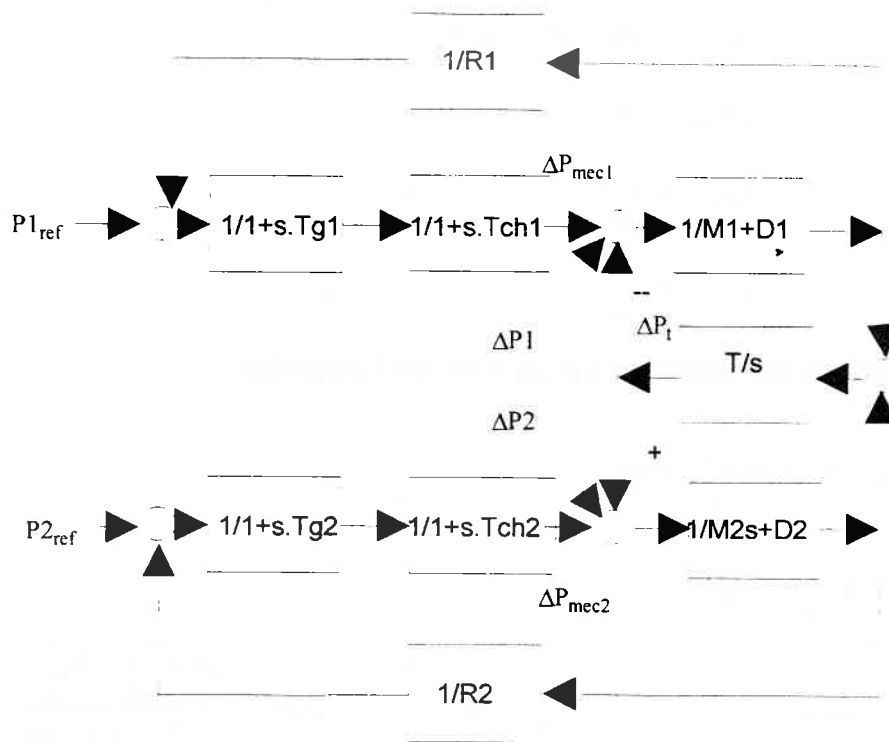 1/R1
ΔPmec1
P1ref
1/1+s.Tg1
1/1+s.Tch1
1/M1+D1
--
ΔP1
ΔPt
T/s
ΔP2
+
P2ref
1/1+s.Tg2
1/1+s.Tch2
1/M2s+D2
ΔPmec2
1/R2